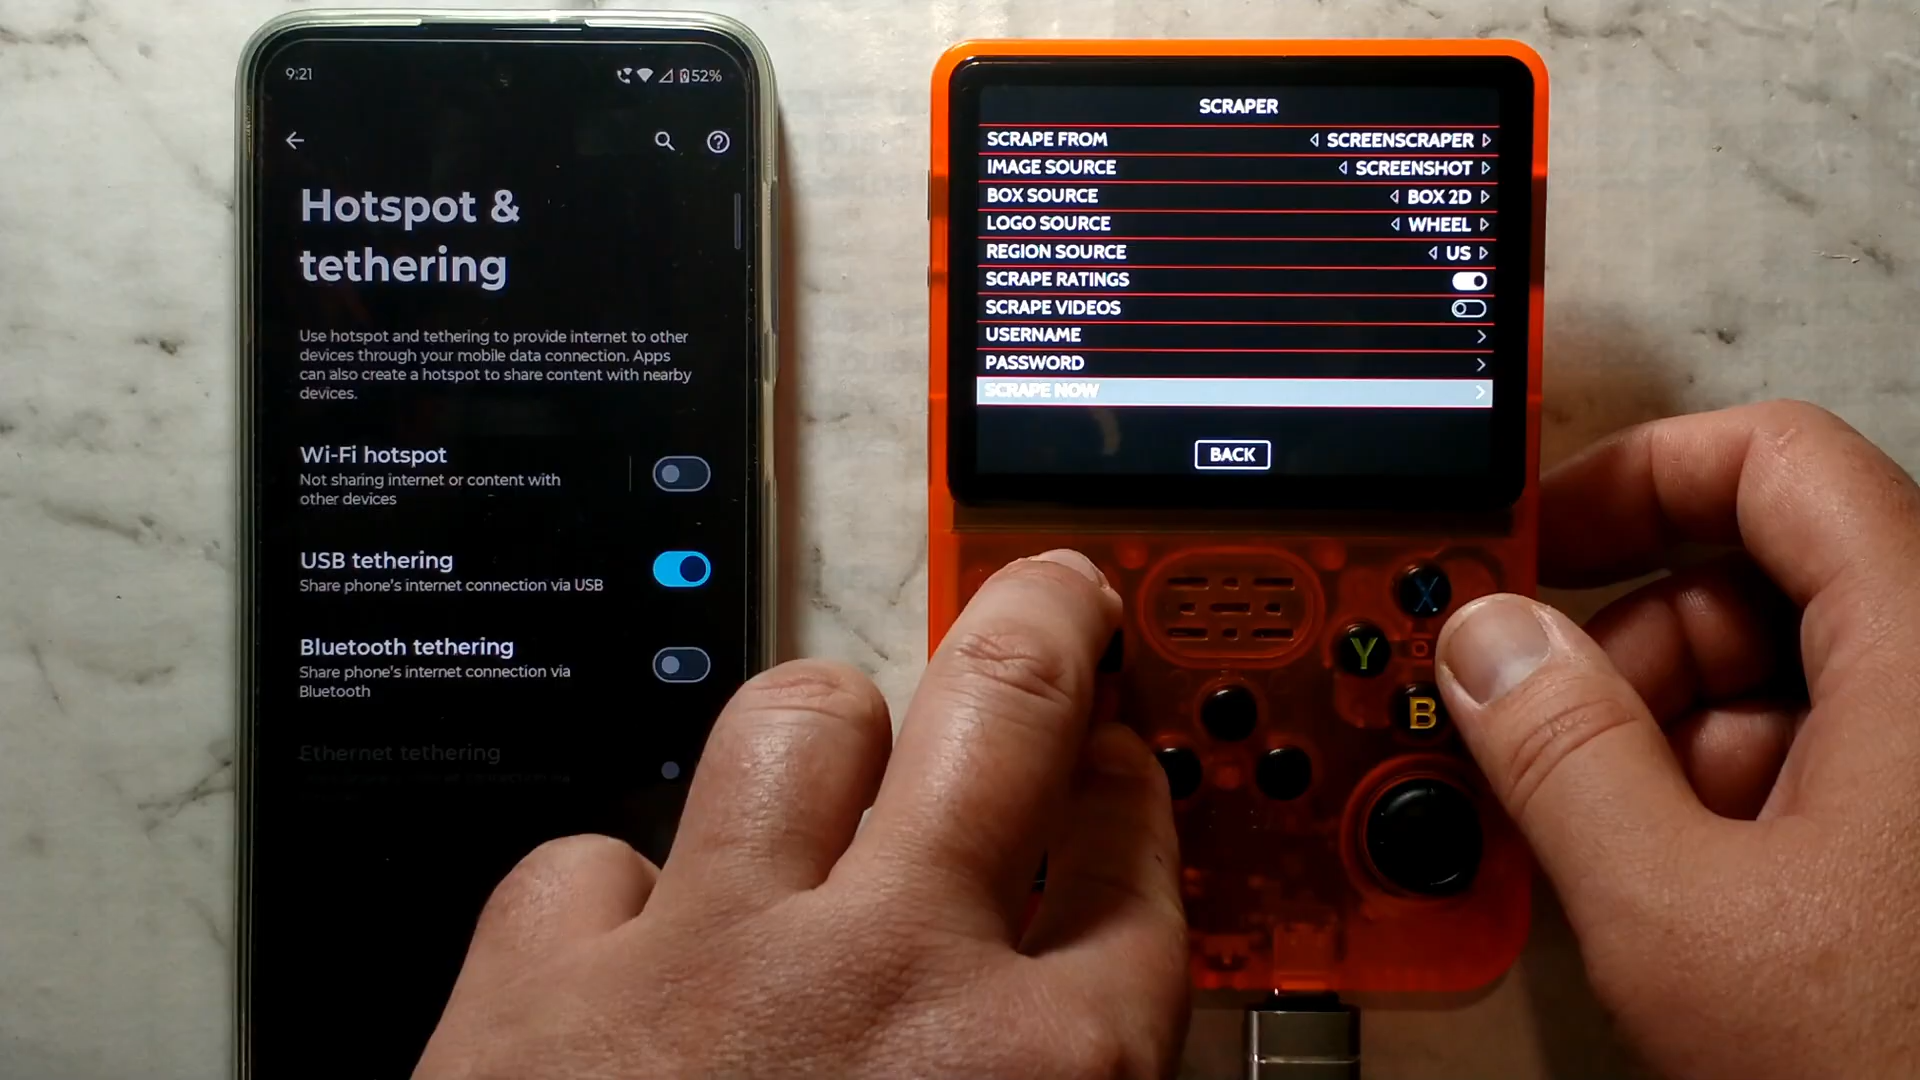 9:21
52%
Hotspot &
tethering
Use hotspot and tethering to provide internet to other
devices through your mobile data connection. Apps
can also create a hotspot to share content with nearby
devices.
Wi-Fi hotspot
Not sharing internet or content with
other devices
USB tethering
Share phone's internet connection via USB
Bluetooth tethering
Share phone's internet connection via
Bluetooth
Ethernet tethering
SCRAPER
SCRAPE FROM SCREENSCRAPER
IMAGE SOURCE SCREENSHOT
BOX SOURCE BOX 2D
LOGO SOURCE WHEEL
REGION SOURCE US
SCRAPE RATINGS
SCRAPE VIDEOS
USERNAME
PASSWORD
SCRAPE NOW
BACK
X
Y
B